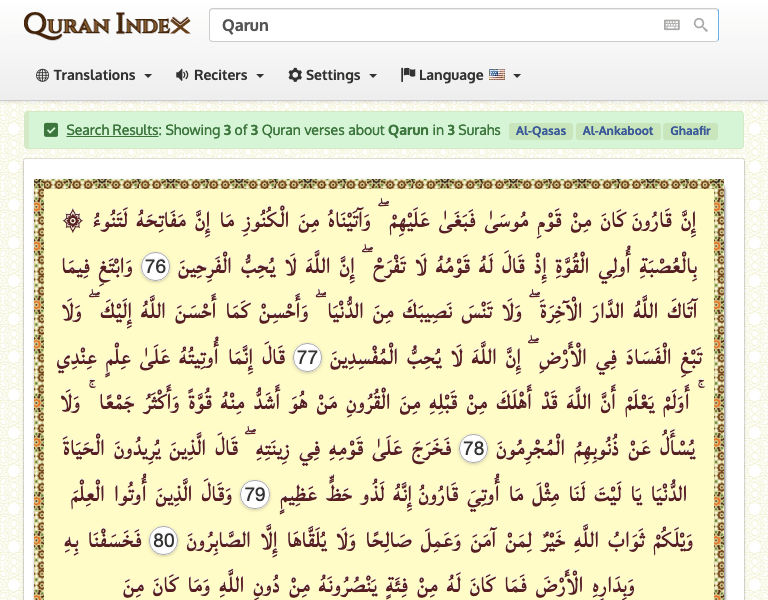 QURAN INDEX
Qarun
Translations
Reciters
Settings
Language
Search Results: Showing 3 of 3 Quran verses about Qarun in 3 Surahs Al-Qasas Al-Ankaboot Ghaafir
إِنَّ قَارُونَ كَانَ مِنْ قَوْمِ مُوسَىٰ فَبَغَىٰ عَلَيْهِمْ ۖ وَآتَيْنَاهُ مِنَ الْكُنُوزِ مَا إِنَّ مَفَاتِحَهُ لَتَنُوءُ ۞
بِالْعُصْبَةِ أُولِي الْقُوَّةِ إِذْ قَالَ لَهُ قَوْمُهُ لَا تَفْرَحْ ۖ إِنَّ اللَّهَ لَا يُحِبُّ الْفَرِحِينَ 76 وَابْتَغِ فِيمَا
آتَاكَ اللَّهُ الدَّارَ الْآخِرَةَ ۖ وَلَا تَنْسَ نَصِيبَكَ مِنَ الدُّنْيَا ۖ وَأَحْسِنْ كَمَا أَحْسَنَ اللَّهُ إِلَيْكَ ۖ وَلَا
تَبْغِ الْفَسَادَ فِي الْأَرْضِ ۖ إِنَّ اللَّهَ لَا يُحِبُّ الْمُفْسِدِينَ 77 قَالَ إِنَّمَا أُوتِيتُهُ عَلَىٰ عِلْمٍ عِنْدِي
ۚ أَوَلَمْ يَعْلَمْ أَنَّ اللَّهَ قَدْ أَهْلَكَ مِنْ قَبْلِهِ مِنَ الْقُرُونِ مَنْ هُوَ أَشَدُّ مِنْهُ قُوَّةً وَأَكْثَرُ جَمْعًا ۚ وَلَا
يُسْأَلُ عَنْ ذُنُوبِهِمُ الْمُجْرِمُونَ 78 فَخَرَجَ عَلَىٰ قَوْمِهِ فِي زِينَتِهِ ۖ قَالَ الَّذِينَ يُرِيدُونَ الْحَيَاةَ
الدُّنْيَا يَا لَيْتَ لَنَا مِثْلَ مَا أُوتِيَ قَارُونُ إِنَّهُ لَذُو حَظٍّ عَظِيمٍ 79 وَقَالَ الَّذِينَ أُوتُوا الْعِلْمَ
وَيْلَكُمْ ثَوَابُ اللَّهِ خَيْرٌ لِمَنْ آمَنَ وَعَمِلَ صَالِحًا وَلَا يُلَقَّاهَا إِلَّا الصَّابِرُونَ 80 فَخَسَفْنَا بِهِ
وَبِدَارِهِ الْأَرْضَ فَمَا كَانَ لَهُ مِنْ فِئَةٍ يَنْصُرُونَهُ مِنْ دُونِ اللَّهِ وَمَا كَانَ مِنَ